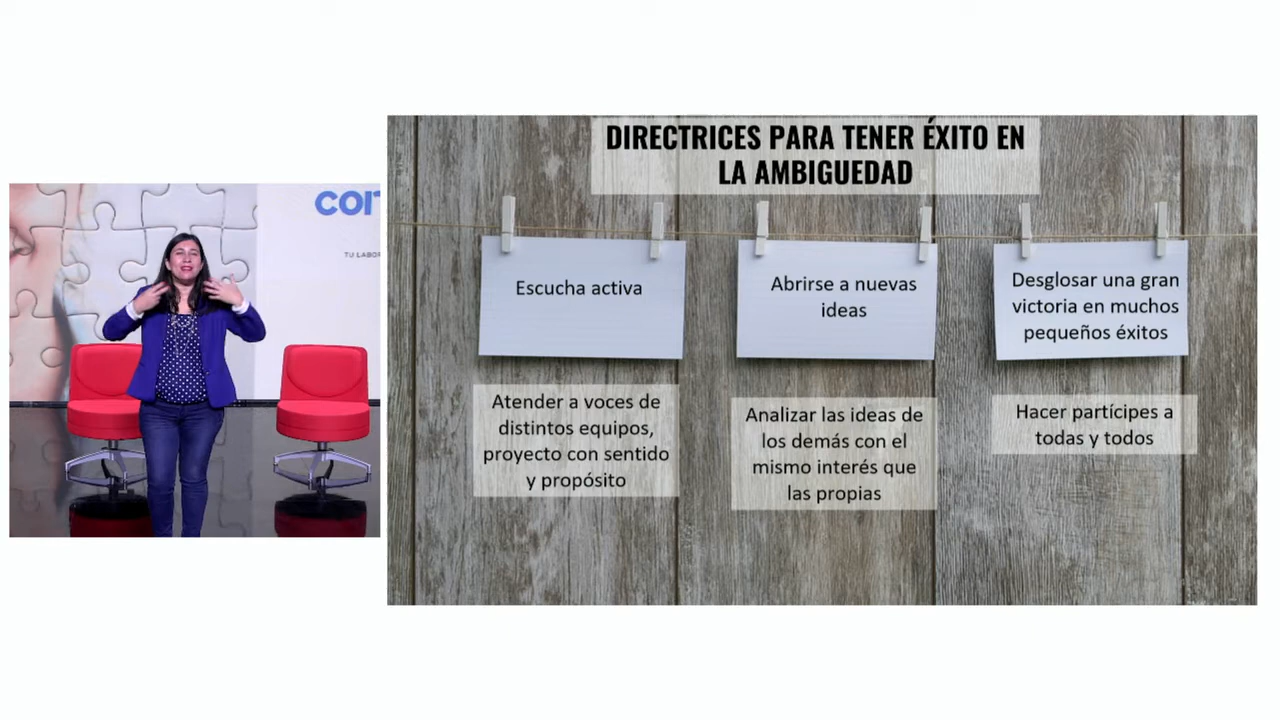 COIT
TU LABOR
DIRECTRICES PARA TENER ÉXITO EN
LA AMBIGUEDAD
Escucha activa
Abrirse a nuevas
ideas
Desglosar una gran
victoria en muchos
pequeños éxitos
Atender a voces de
distintos equipos,
proyecto con sentido
y propósito
Analizar las ideas de
los demás con el
mismo interés que
las propias
Hacer partícipes a
todas y todos